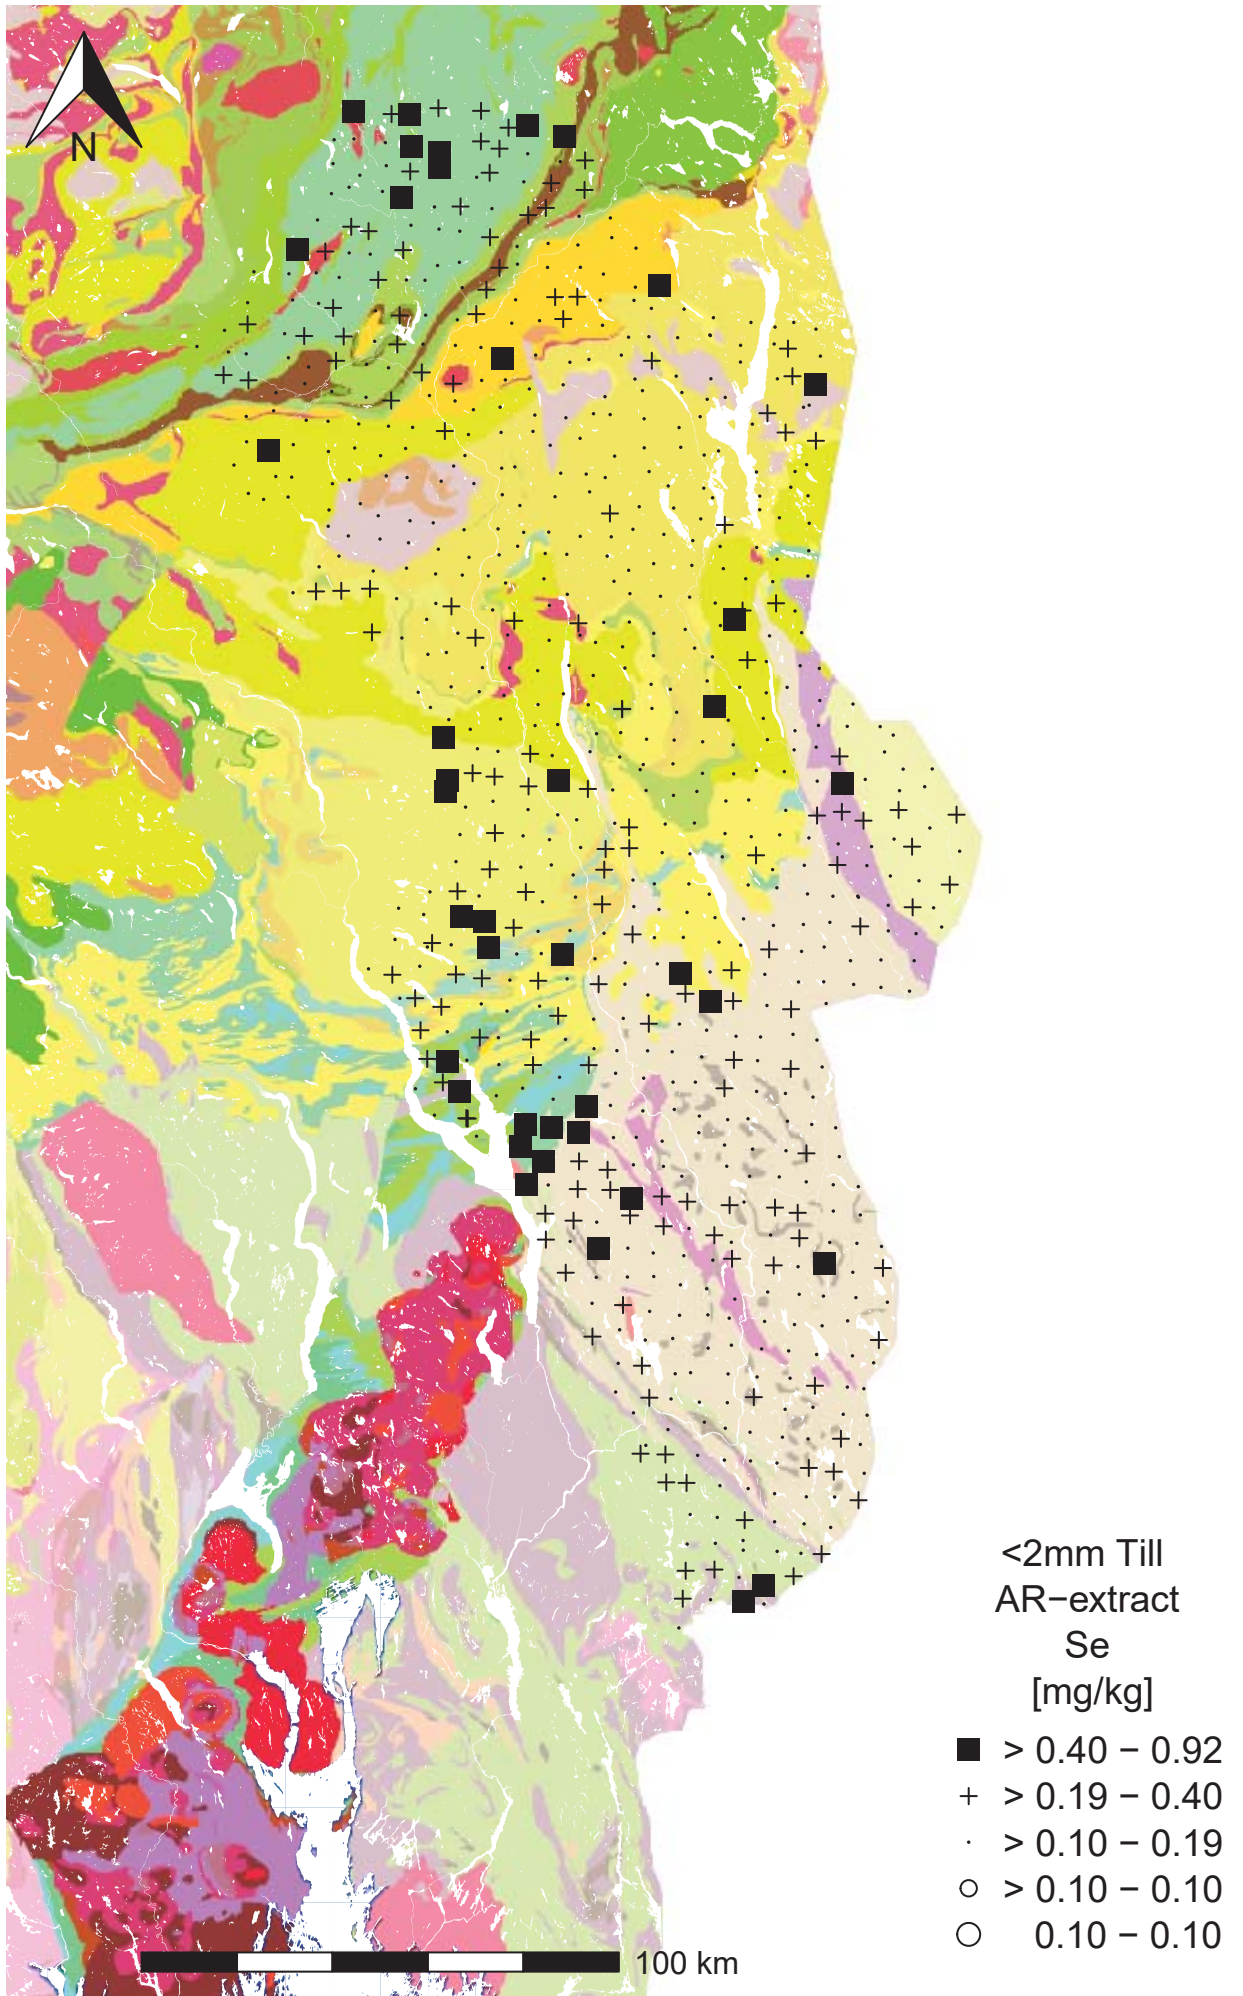 N
<2mm Till
AR−extract
Se
[mg/kg]
> 0.40 − 0.92
> 0.19 − 0.40
> 0.10 − 0.19
> 0.10 − 0.10
0.10 − 0.10
100 km